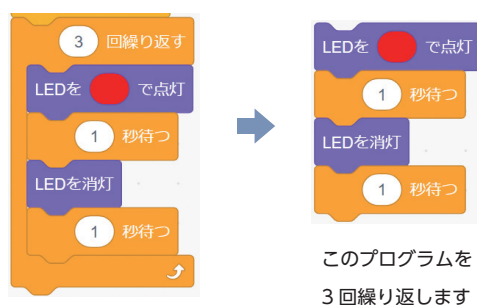 3 回繰り返す
LEDを で点灯
1 秒待つ
LEDを消灯
1 秒待つ
LEDを で点灯
1 秒待つ
LEDを消灯
1 秒待つ
このプログラムを
3 回繰り返します